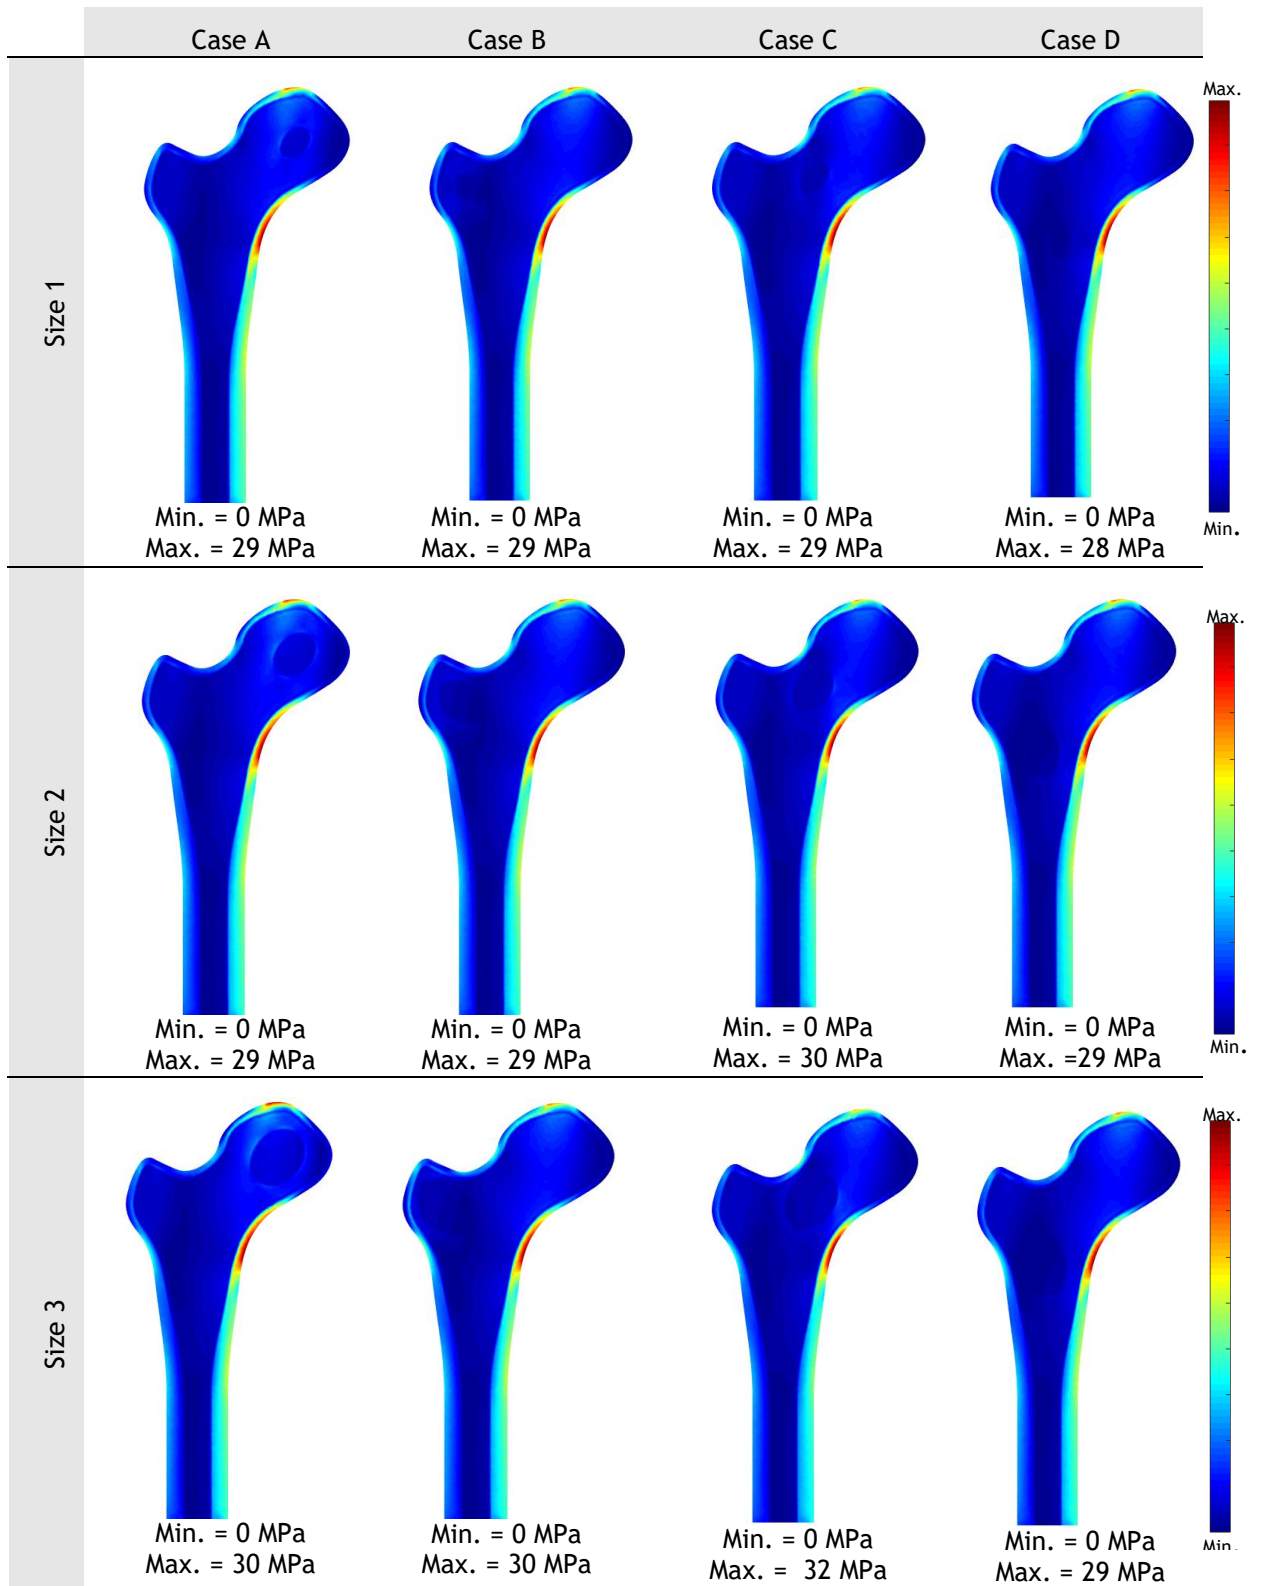 Case A Case B Case C Case D
Max.
Size 1
Min. = 0 MPa Min. = 0 MPa Min. = 0 MPa Min. = 0 MPa
Max. = 29 MPa Max. = 29 MPa Max. = 29 MPa Max. = 28 MPa
Min.
Max.
Size 2
Min. = 0 MPa Min. = 0 MPa Min. = 0 MPa Min. = 0 MPa
Max. = 29 MPa Max. = 29 MPa Max. = 30 MPa Max. =29 MPa
Min.
Max.
Size 3
Min. = 0 MPa Min. = 0 MPa Min. = 0 MPa Min. = 0 MPa
Max. = 30 MPa Max. = 30 MPa Max. = 32 MPa Max. = 29 MPa
Min.